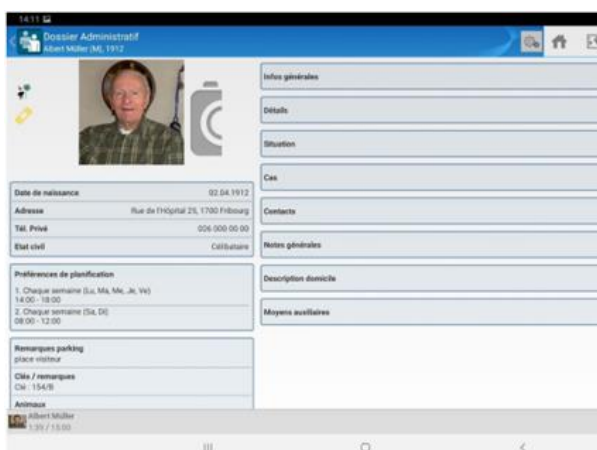 14:11
Dossier Administratif
Albert Müller (M), 1912
Date de naissance 02.04.1912
Adresse Rue de l'Hôpital 25, 1700 Fribourg
Tél. Privé 026 000 00 00
Etat civil Célibataire
Préférences de planification
1. Chaque semaine (Lu, Ma, Me, Je, Ve)
14:00 - 18:00
2. Chaque semaine (Sa, Di)
08:00 - 12:00
Remarques parking
place visiteur
Clés / remarques
Clé : 154/B
Animaux
Infos générales
Détails
Situation
Cas
Contacts
Notes générales
Description domicile
Moyens auxiliaires
Albert Müller
1:39 / 15:00